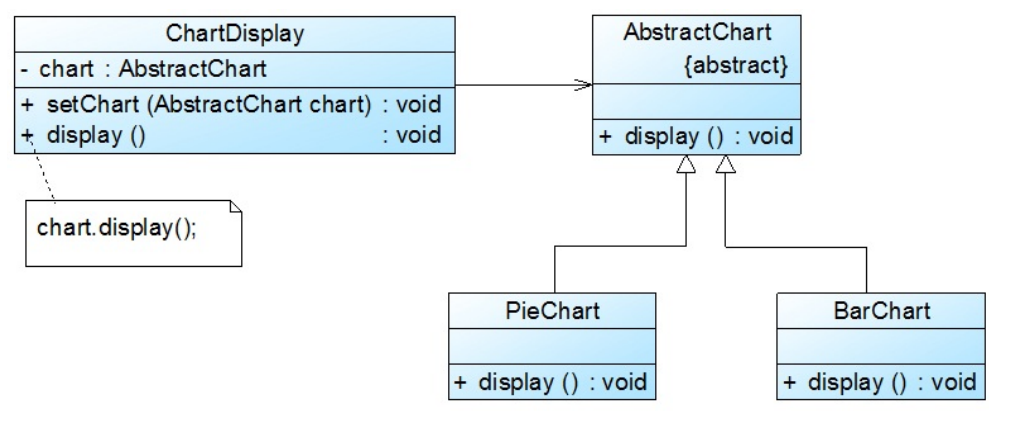 ChartDisplay
- chart : AbstractChart
+ setChart (AbstractChart chart) : void
+ display () : void
chart.display();
AbstractChart
{abstract}
+ display () : void
PieChart
+ display () : void
BarChart
+ display () : void